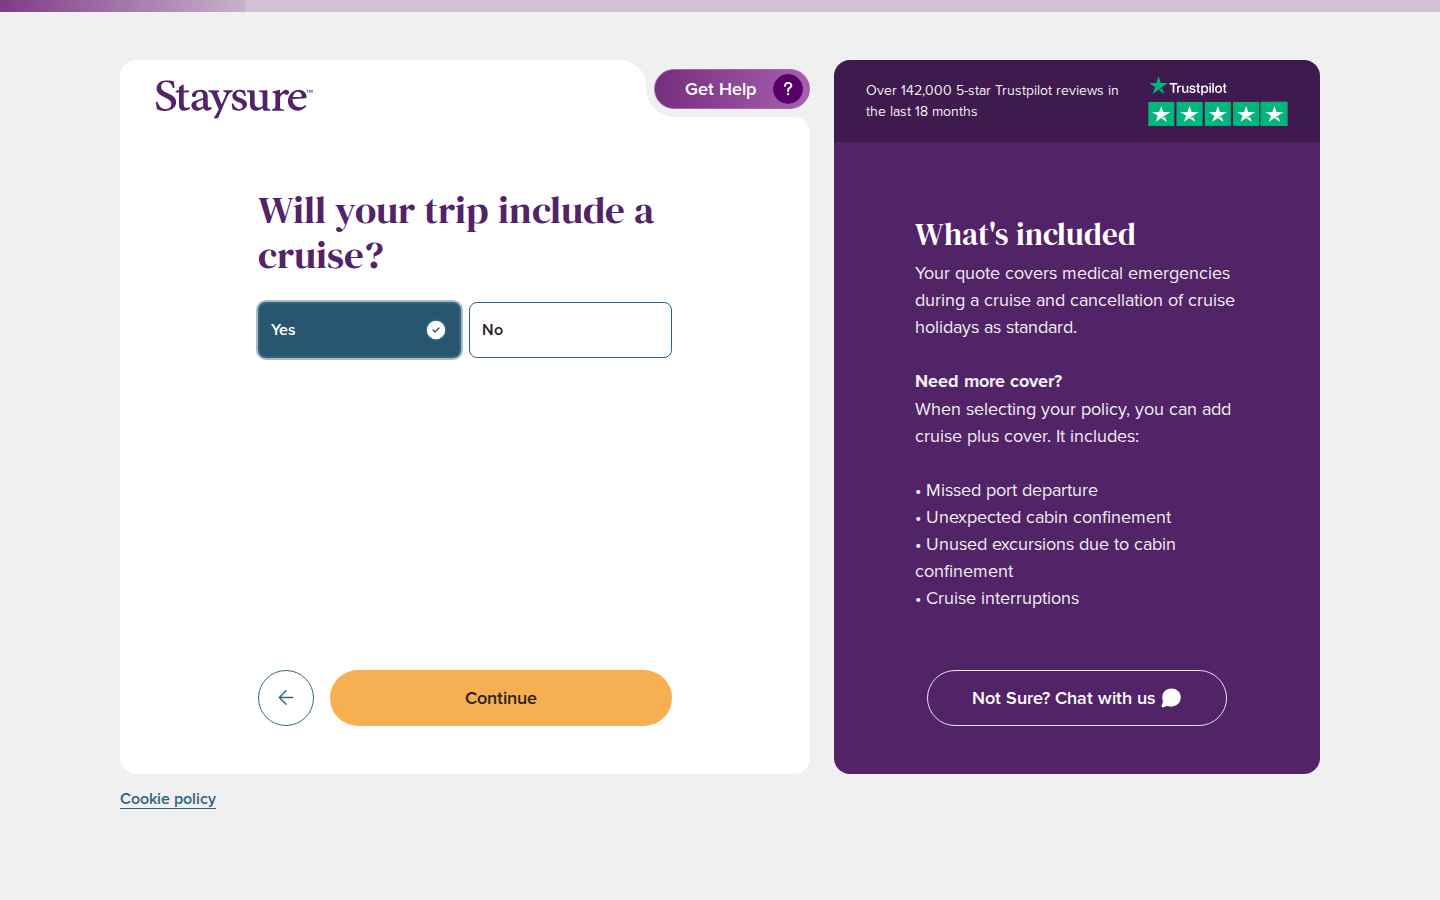 Staysure™
Get Help ?
Will your trip include a
cruise?
Yes
No
Continue
Cookie policy
Over 142,000 5-star Trustpilot reviews in
the last 18 months
Trustpilot
What's included
Your quote covers medical emergencies
during a cruise and cancellation of cruise
holidays as standard.
Need more cover?
When selecting your policy, you can add
cruise plus cover. It includes:
• Missed port departure
• Unexpected cabin confinement
• Unused excursions due to cabin
confinement
• Cruise interruptions
Not Sure? Chat with us